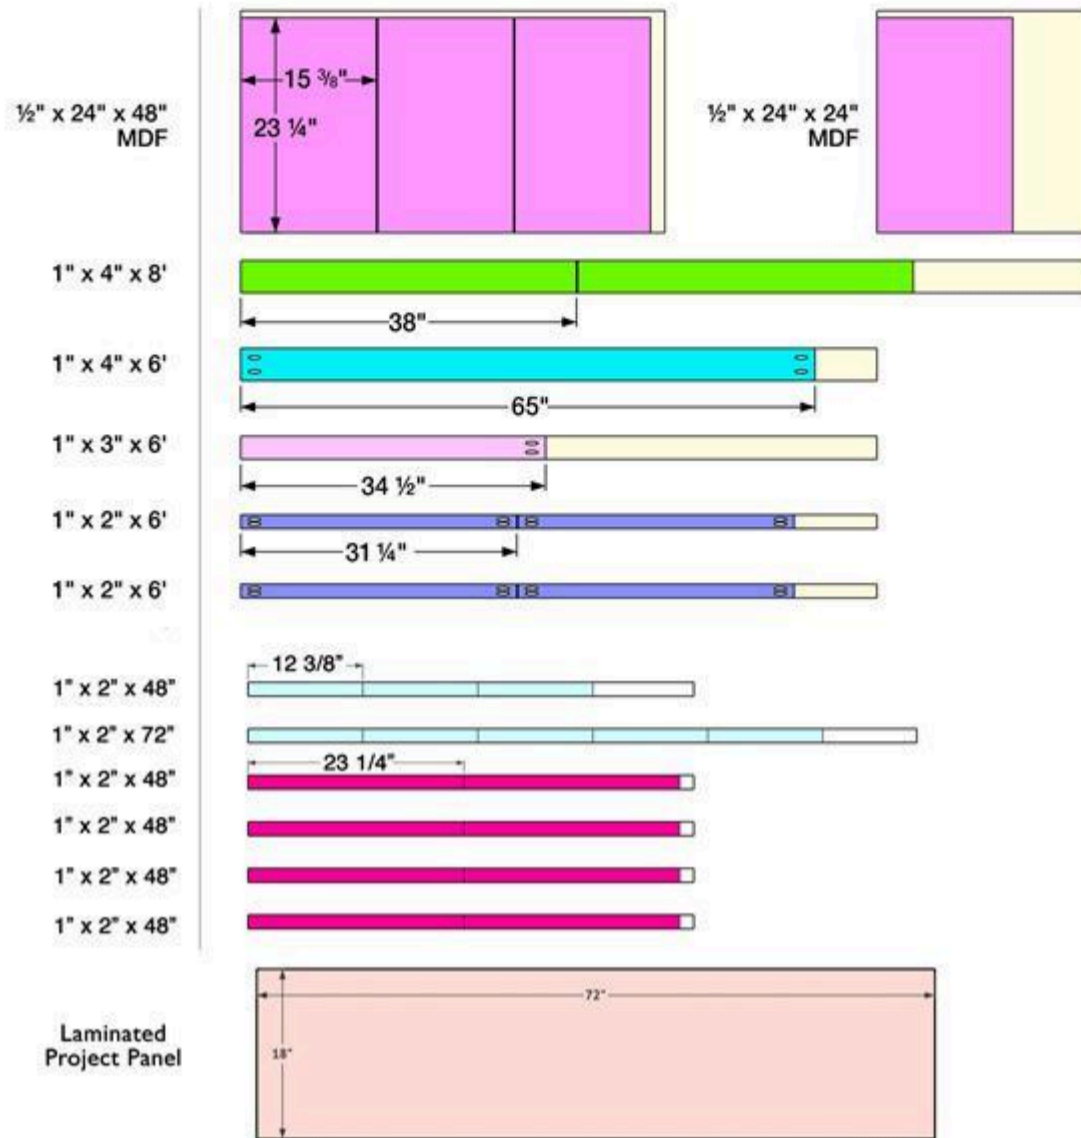 15 ⅜"
23 ¼"
½" x 24" x 48"
MDF
½" x 24" x 24"
MDF
1" x 4" x 8'
38"
1" x 4" x 6'
65"
1" x 3" x 6'
34 ½"
1" x 2" x 6'
31 ¼"
1" x 2" x 6'
12 3/8"
1" x 2" x 48"
1" x 2" x 72"
23 1/4"
1" x 2" x 48"
1" x 2" x 48"
1" x 2" x 48"
1" x 2" x 48"
72"
18"
Laminated
Project Panel